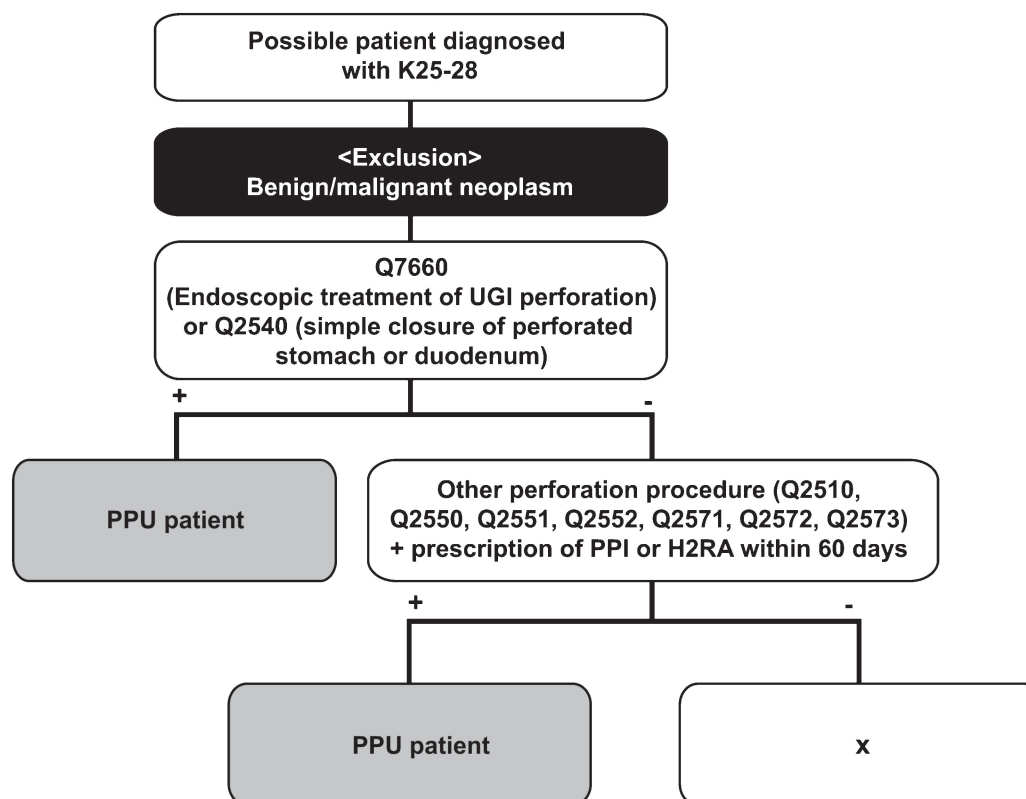 Possible patient diagnosed
with K25-28
<Exclusion>
Benign/malignant neoplasm
Q7660
(Endoscopic treatment of UGI perforation)
or Q2540 (simple closure of perforated
stomach or duodenum)
+
-
PPU patient
Other perforation procedure (Q2510,
Q2550, Q2551, Q2552, Q2571, Q2572, Q2573)
+ prescription of PPI or H2RA within 60 days
+
-
PPU patient
x